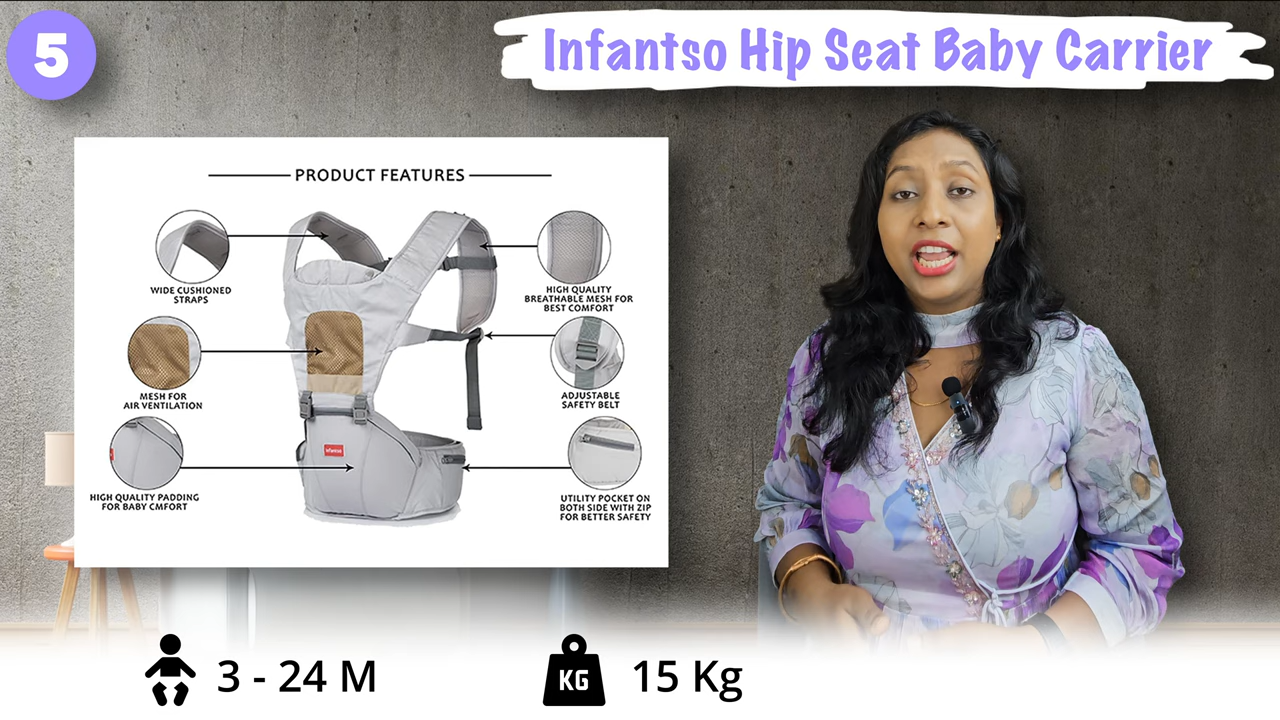 5
Infantso Hip Seat Baby Carrier
PRODUCT FEATURES
WIDE CUSHIONED
STRAPS
HIGH QUALITY
BREATHABLE MESH FOR
BEST COMFORT
MESH FOR
AIR VENTILATION
ADJUSTABLE
SAFETY BELT
HIGH QUALITY PADDING
FOR BABY CMFORT
UTILITY POCKET ON
BOTH SIDE WITH ZIP
FOR BETTER SAFETY
infantso
3 - 24 M
KG
15 Kg